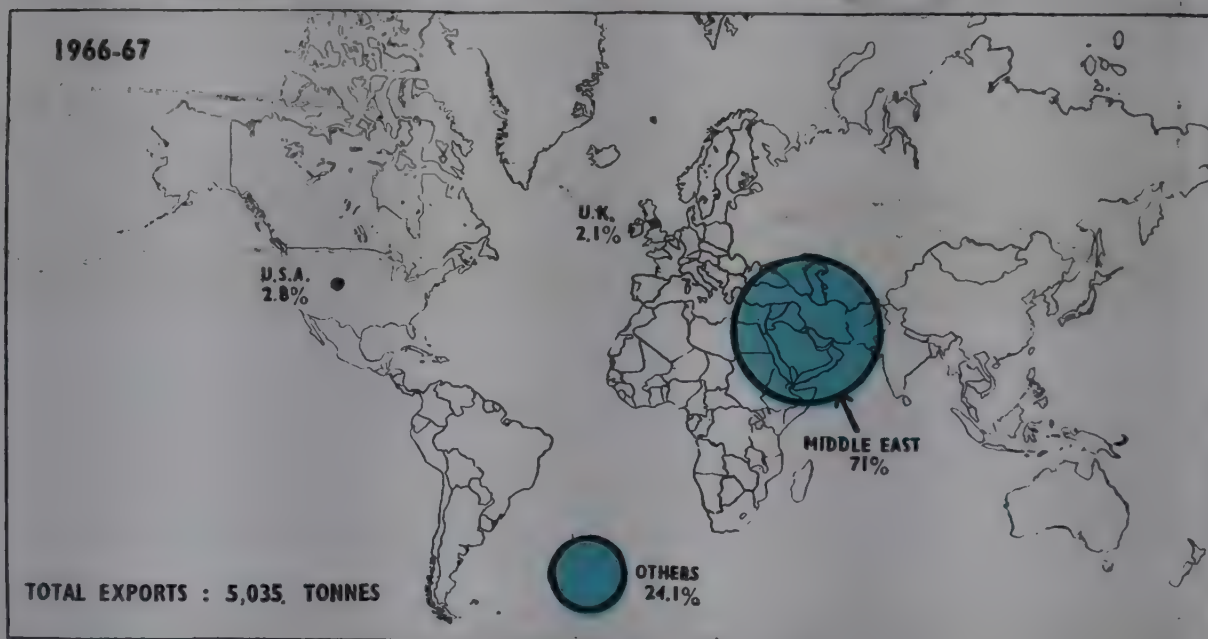 1966-67
U.K.
2.1%
U.S.A.
2.8%
MIDDLE EAST
71%
OTHERS
24.1%
TOTAL EXPORTS : 5,035. TONNES